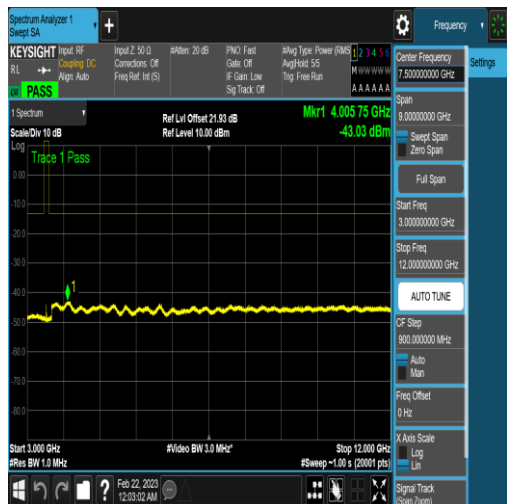 Spectrum Analyzer 1
Swept SA
Frequency
KEYSIGHT
RL
PASS
Input: RF
Coupling: DC
Align: Auto
Input Z: 50 Ω
Corrections: Off
Freq Ref: Int (S)
#Atten: 20 dB
PNO: Fast
Gate: Off
IF Gain: Low
Sig Track: Off
#Avg Type: Power (RMS
Avg|Hold: 5/5
Trig: Free Run
1 2 3 4 5 6
M w w w w w
A A A A A A
1 Spectrum
Scale/Div 10 dB
Ref Lvl Offset 21.93 dB
Ref Level 10.00 dBm
Mkr1 4.005 75 GHz
-43.03 dBm
Log
Trace 1 Pass
0.00
-10.0
-20.0
-30.0
1
-40.0
-50.0
-60.0
-70.0
-80.0
Start 3.000 GHz
#Res BW 1.0 MHz
#Video BW 3.0 MHz*
Stop 12.000 GHz
#Sweep ~1.00 s (20001 pts)
Feb 22, 2023
12:03:02 AM
Center Frequency
7.500000000 GHz
Settings
Span
9.00000000 GHz
Swept Span
Zero Span
Full Span
Start Freq
3.000000000 GHz
Stop Freq
12.000000000 GHz
AUTO TUNE
CF Step
900.000000 MHz
Auto
Man
Freq Offset
0 Hz
X Axis Scale
Log
Lin
Signal Track
(Span Zoom)